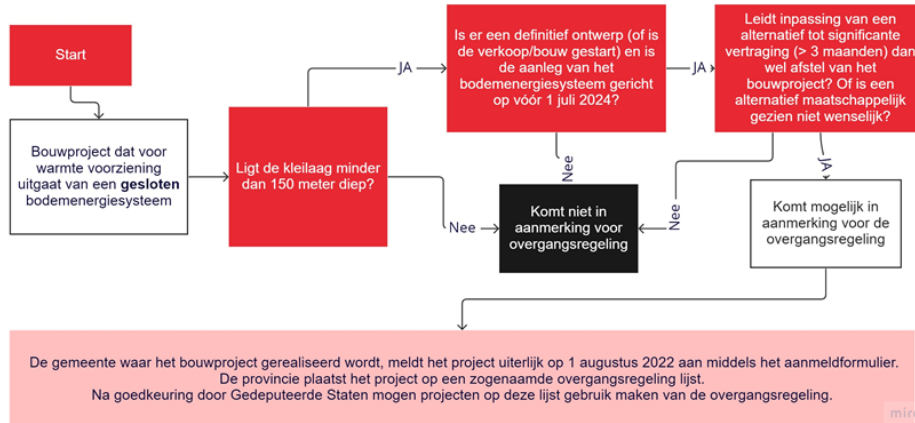 Start
Bouwproject dat voor
warmte voorziening
uitgaat van een gesloten
bodemenergiesysteem
Ligt de kleilaag minder
dan 150 meter diep?
JA
Nee
Is er een definitief ontwerp (of is
de verkoop/bouw gestart) en is
de aanleg van het
bodemenergiesysteem gericht
op vóór 1 juli 2024?
JA
Nee
Leidt inpassing van een
alternatief tot significante
vertraging (> 3 maanden) dan
wel afstel van het
bouwproject? Of is een
alternatief maatschappelijk
gezien niet wenselijk?
Nee
JA
Komt niet in
aanmerking voor
overgangsregeling
Komt mogelijk in
aanmerking voor de
overgangsregeling
De gemeente waar het bouwproject gerealiseerd wordt, meldt het project uiterlijk op 1 augustus 2022 aan middels het aanmeldformulier.
De provincie plaatst het project op een zogenaamde overgangsregeling lijst.
Na goedkeuring door Gedeputeerde Staten mogen projecten op deze lijst gebruik maken van de overgangsregeling.